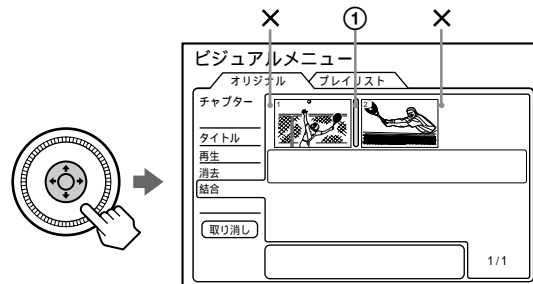 × ① ×
ビジュアルメニュー
オリジナル プレイリスト
チャプター
1 2
タイトル
再生
消去
結合
取り消し
1/1